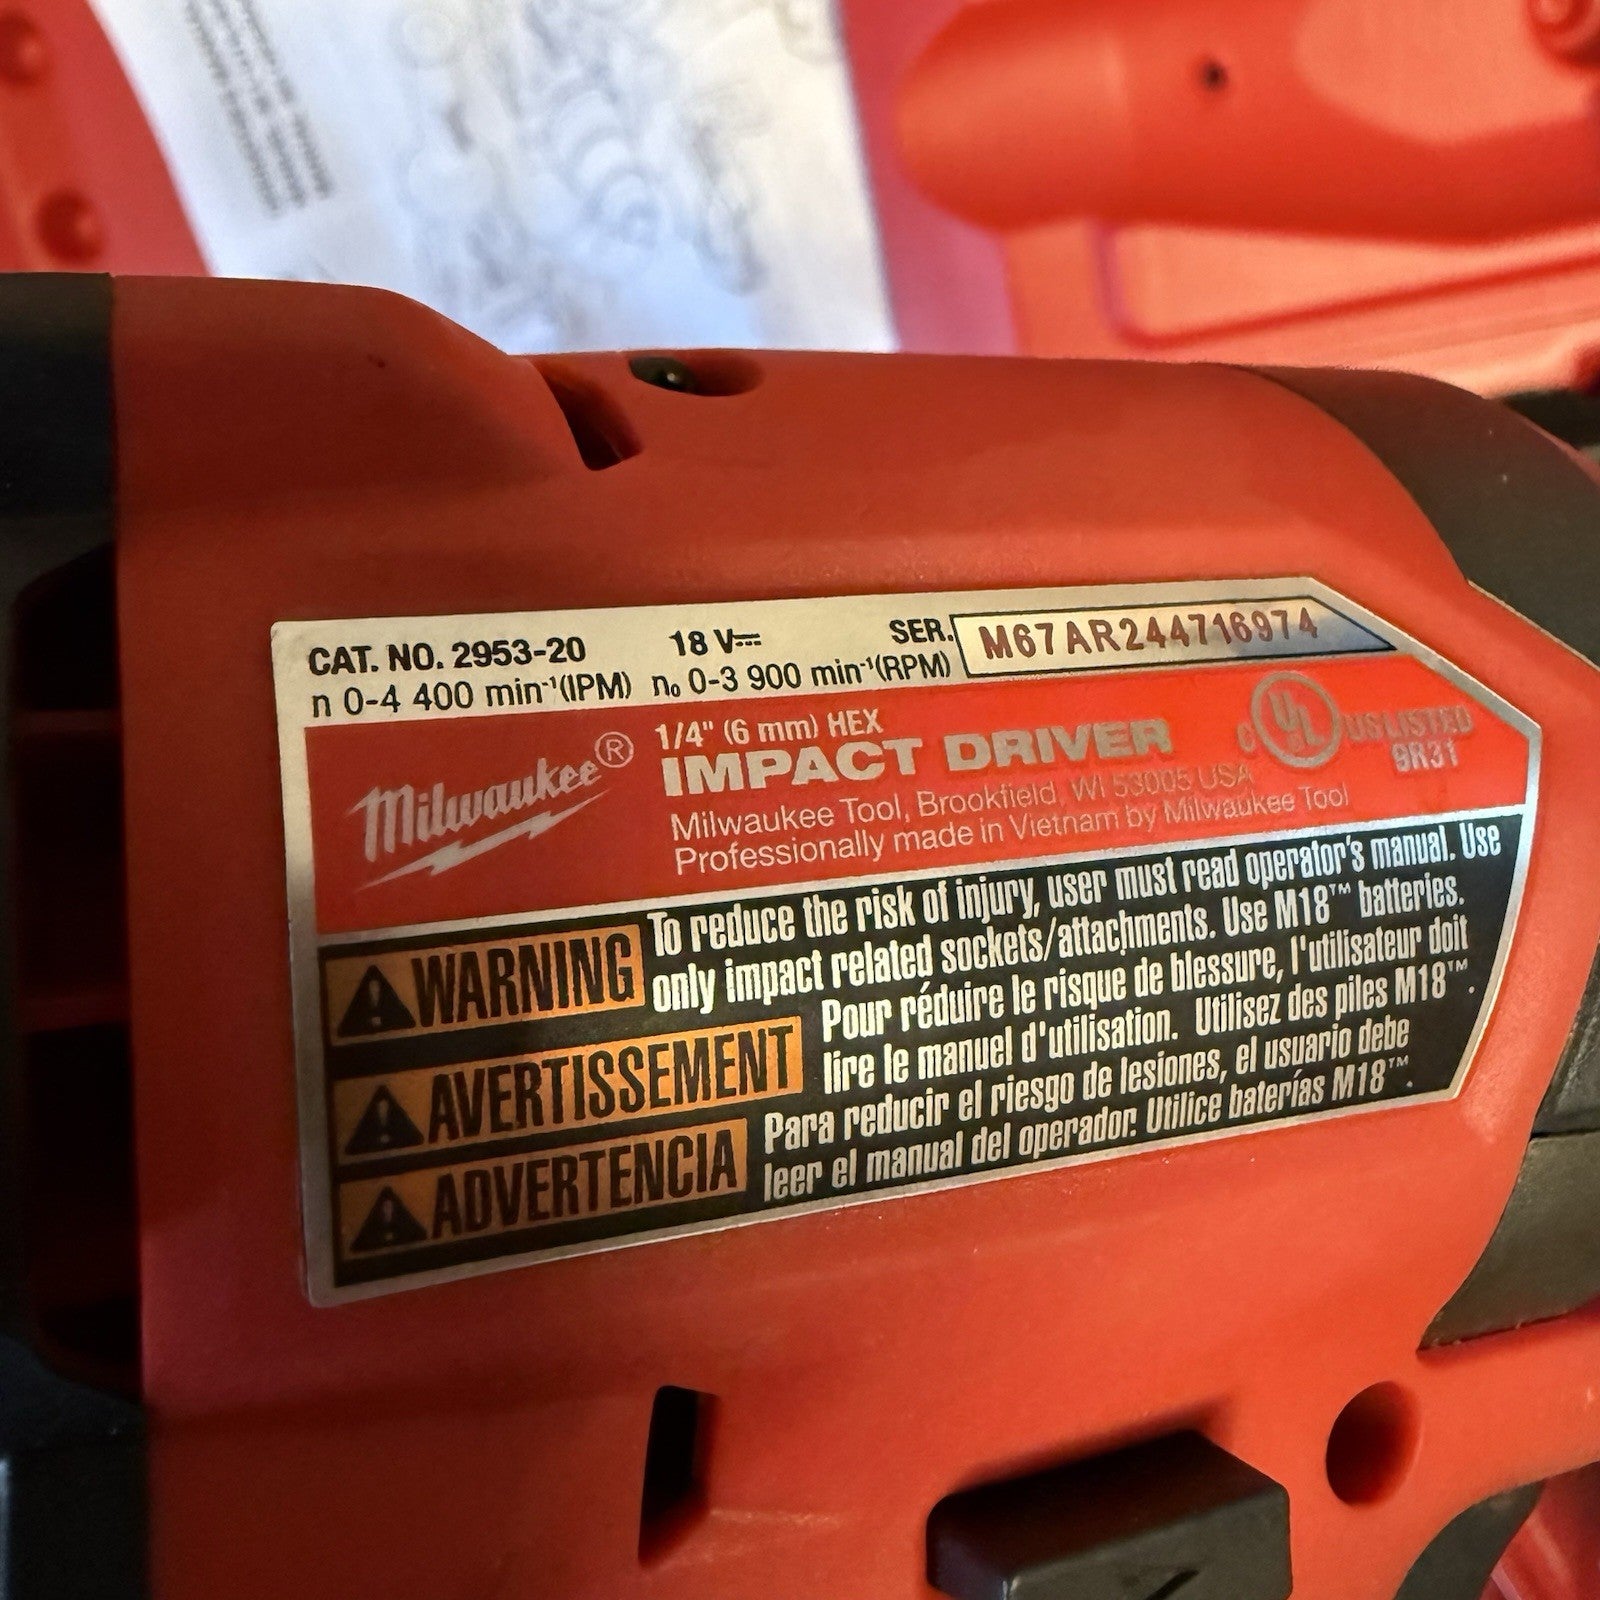 CAT. NO. 2953-20 18 V⎓ SER. M67AR244716974
n 0-4 400 min⁻¹(IPM) n₀ 0-3 900 min⁻¹(RPM)
Milwaukee®
1/4" (6 mm) HEX
IMPACT DRIVER
C UL ® US LISTED
9R31
Milwaukee Tool, Brookfield, WI 53005 USA
Professionally made in Vietnam by Milwaukee Tool
WARNING To reduce the risk of injury, user must read operator's manual. Use
only impact related sockets/attachments. Use M18™ batteries.
AVERTISSEMENT Pour réduire le risque de blessure, l'utilisateur doit
lire le manuel d'utilisation. Utilisez des piles M18™.
ADVERTENCIA Para reducir el riesgo de lesiones, el usuario debe
leer el manual del operador. Utilice baterías M18™.